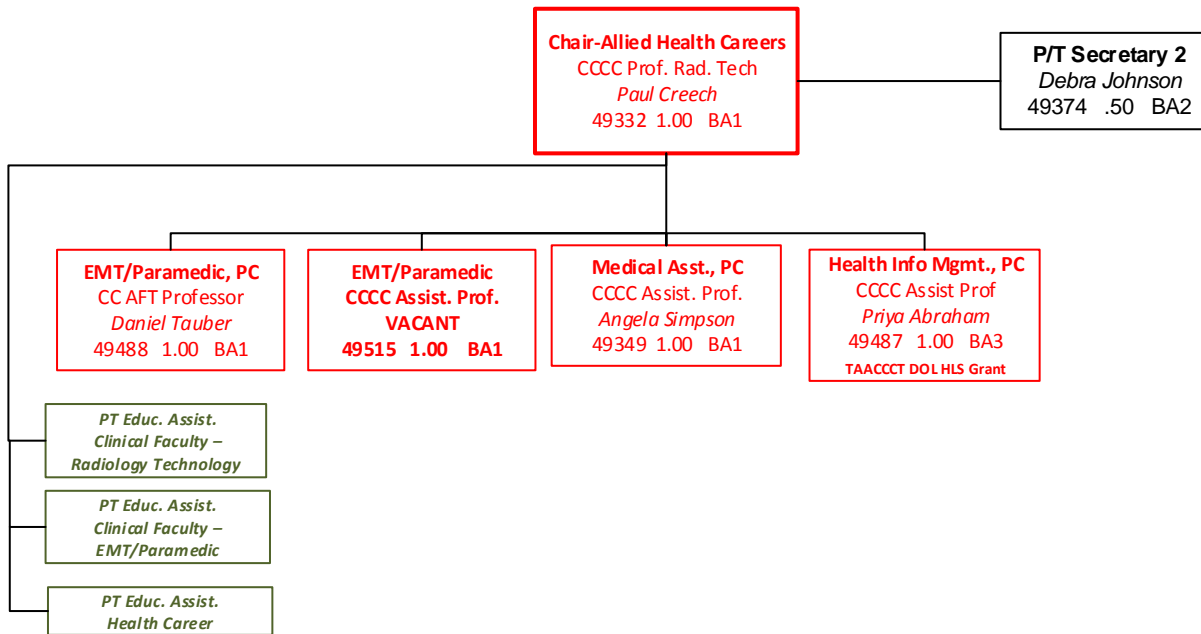 Chair-Allied Health Careers
CCCC Prof. Rad. Tech
Paul Creech
49332 1.00 BA1
P/T Secretary 2
Debra Johnson
49374 .50 BA2
EMT/Paramedic, PC
CC AFT Professor
Daniel Tauber
49488 1.00 BA1
EMT/Paramedic
CCCC Assist. Prof.
VACANT
49515 1.00 BA1
Medical Asst., PC
CCCC Assist. Prof.
Angela Simpson
49349 1.00 BA1
Health Info Mgmt., PC
CCCC Assist Prof
Priya Abraham
49487 1.00 BA3
TAACCCT DOL HLS Grant
PT Educ. Assist.
Clinical Faculty –
Radiology Technology
PT Educ. Assist.
Clinical Faculty –
EMT/Paramedic
PT Educ. Assist.
Health Career